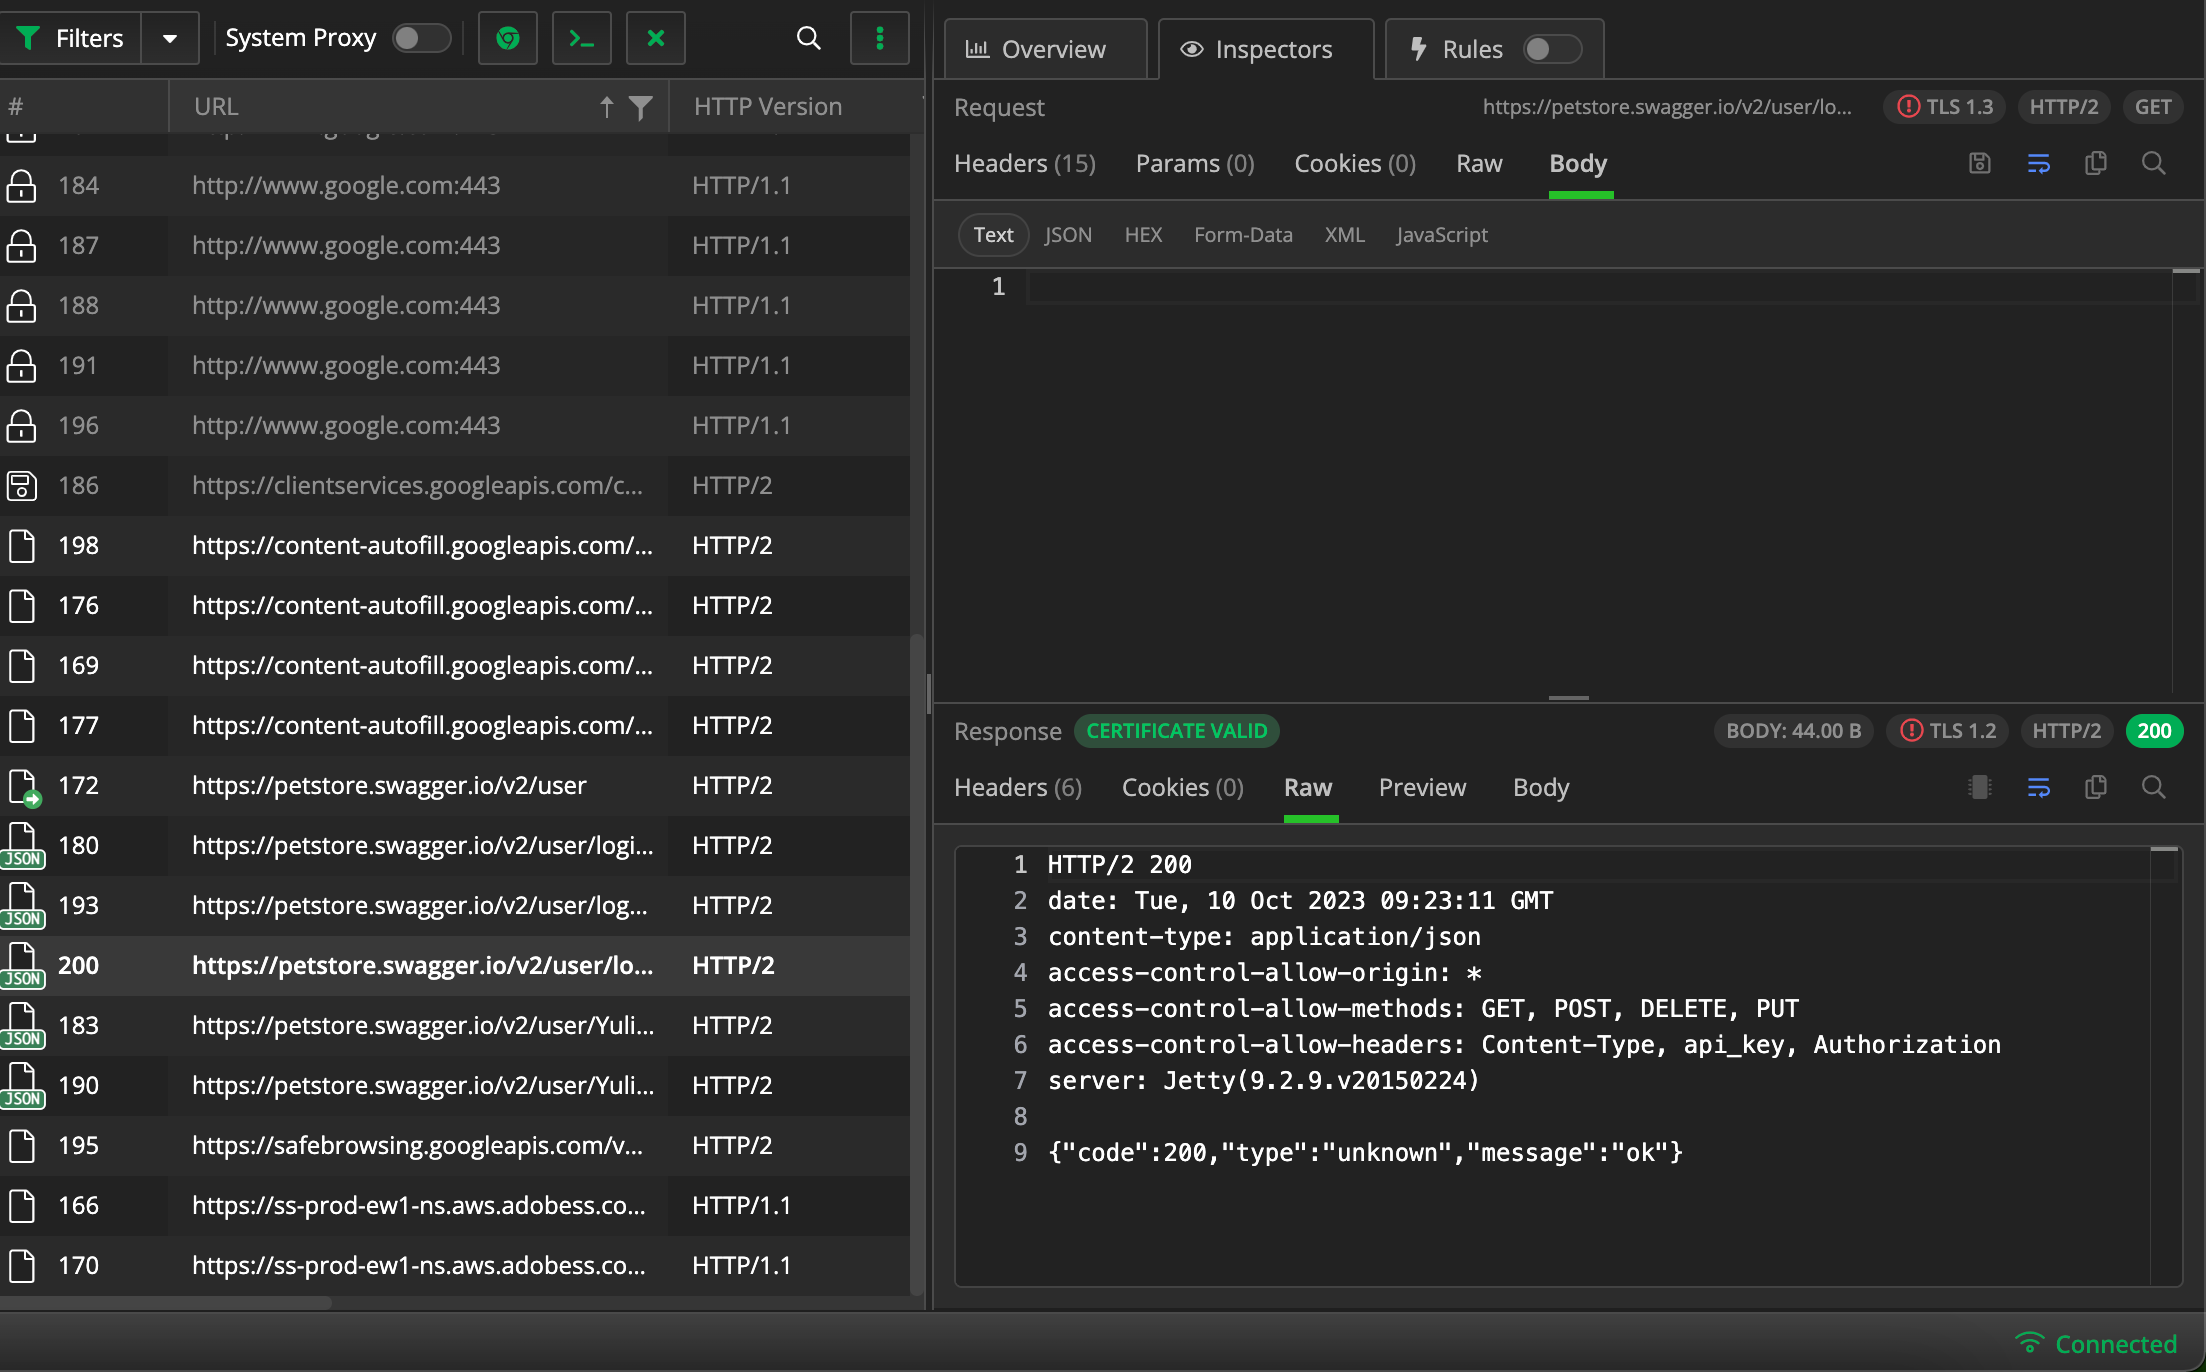 Filters
System Proxy
# URL HTTP Version
184 http://www.google.com:443 HTTP/1.1
187 http://www.google.com:443 HTTP/1.1
188 http://www.google.com:443 HTTP/1.1
191 http://www.google.com:443 HTTP/1.1
196 http://www.google.com:443 HTTP/1.1
186 https://clientservices.googleapis.com/c... HTTP/2
198 https://content-autofill.googleapis.com/... HTTP/2
176 https://content-autofill.googleapis.com/... HTTP/2
169 https://content-autofill.googleapis.com/... HTTP/2
177 https://content-autofill.googleapis.com/... HTTP/2
172 https://petstore.swagger.io/v2/user HTTP/2
JSON 180 https://petstore.swagger.io/v2/user/logi... HTTP/2
JSON 193 https://petstore.swagger.io/v2/user/log... HTTP/2
JSON 200 https://petstore.swagger.io/v2/user/lo... HTTP/2
JSON 183 https://petstore.swagger.io/v2/user/Yuli... HTTP/2
JSON 190 https://petstore.swagger.io/v2/user/Yuli... HTTP/2
195 https://safebrowsing.googleapis.com/v... HTTP/2
166 https://ss-prod-ew1-ns.aws.adobess.co... HTTP/1.1
170 https://ss-prod-ew1-ns.aws.adobess.co... HTTP/1.1
Overview Inspectors Rules
Request https://petstore.swagger.io/v2/user/lo... TLS 1.3 HTTP/2 GET
Headers (15) Params (0) Cookies (0) Raw Body
Text JSON HEX Form-Data XML JavaScript
1
Response CERTIFICATE VALID BODY: 44.00 B TLS 1.2 HTTP/2 200
Headers (6) Cookies (0) Raw Preview Body
1 HTTP/2 200
2 date: Tue, 10 Oct 2023 09:23:11 GMT
3 content-type: application/json
4 access-control-allow-origin: *
5 access-control-allow-methods: GET, POST, DELETE, PUT
6 access-control-allow-headers: Content-Type, api_key, Authorization
7 server: Jetty(9.2.9.v20150224)
8
9 {"code":200,"type":"unknown","message":"ok"}
Connected